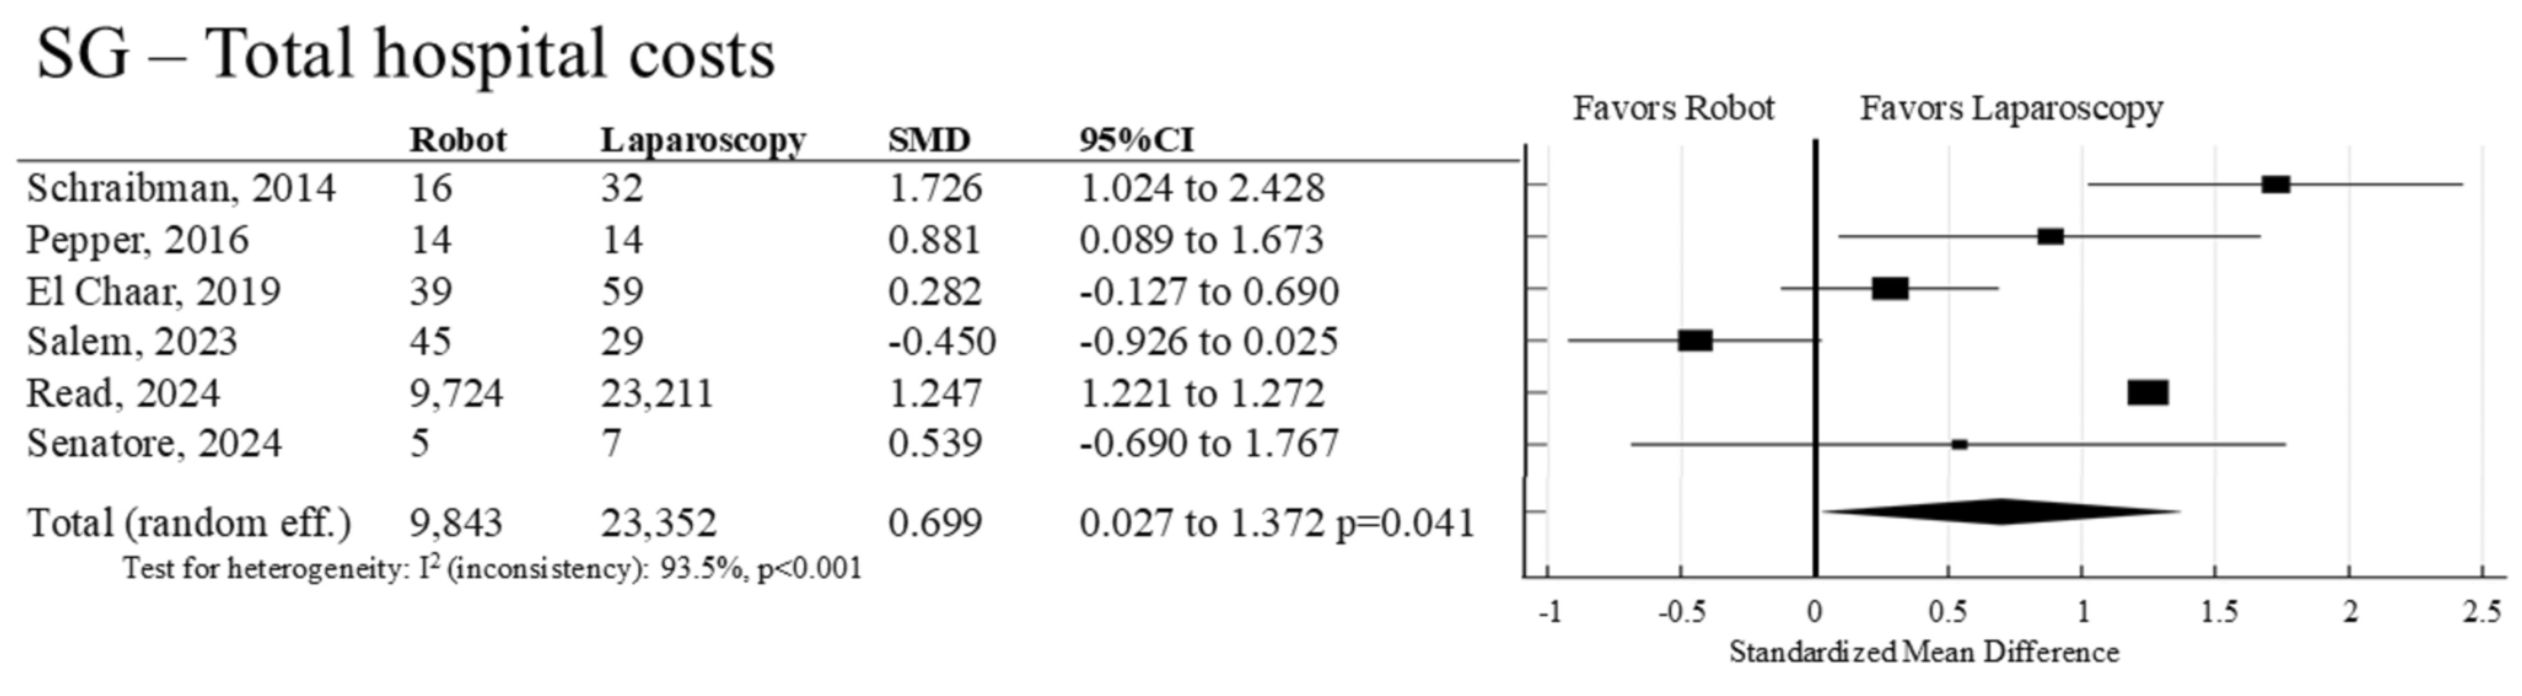 SG – Total hospital costs
Favors Robot Favors Laparoscopy
Robot Laparoscopy SMD 95%CI
Schraibman, 2014 16 32 1.726 1.024 to 2.428
Pepper, 2016 14 14 0.881 0.089 to 1.673
El Chaar, 2019 39 59 0.282 -0.127 to 0.690
Salem, 2023 45 29 -0.450 -0.926 to 0.025
Read, 2024 9,724 23,211 1.247 1.221 to 1.272
Senatore, 2024 5 7 0.539 -0.690 to 1.767
Total (random eff.) 9,843 23,352 0.699 0.027 to 1.372 p=0.041
Test for heterogeneity: I² (inconsistency): 93.5%, p<0.001
-1 -0.5 0 0.5 1 1.5 2 2.5
Standardized Mean Difference